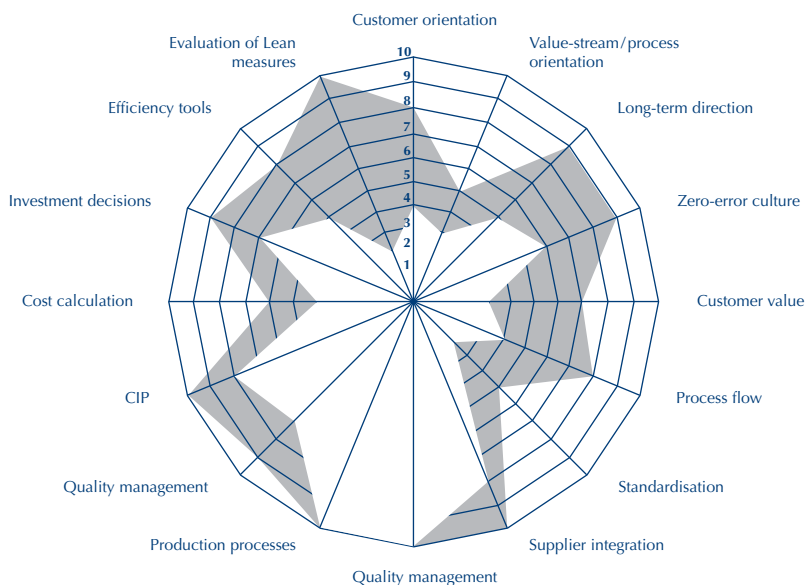 Customer orientation
Evaluation of Lean
measures
Value-stream/process
orientation
Efficiency tools
Long-term direction
Investment decisions
Zero-error culture
Cost calculation
Customer value
CIP
Process flow
Quality management
Standardisation
Production processes
Supplier integration
Quality management
10
9
8
7
6
5
4
3
2
1